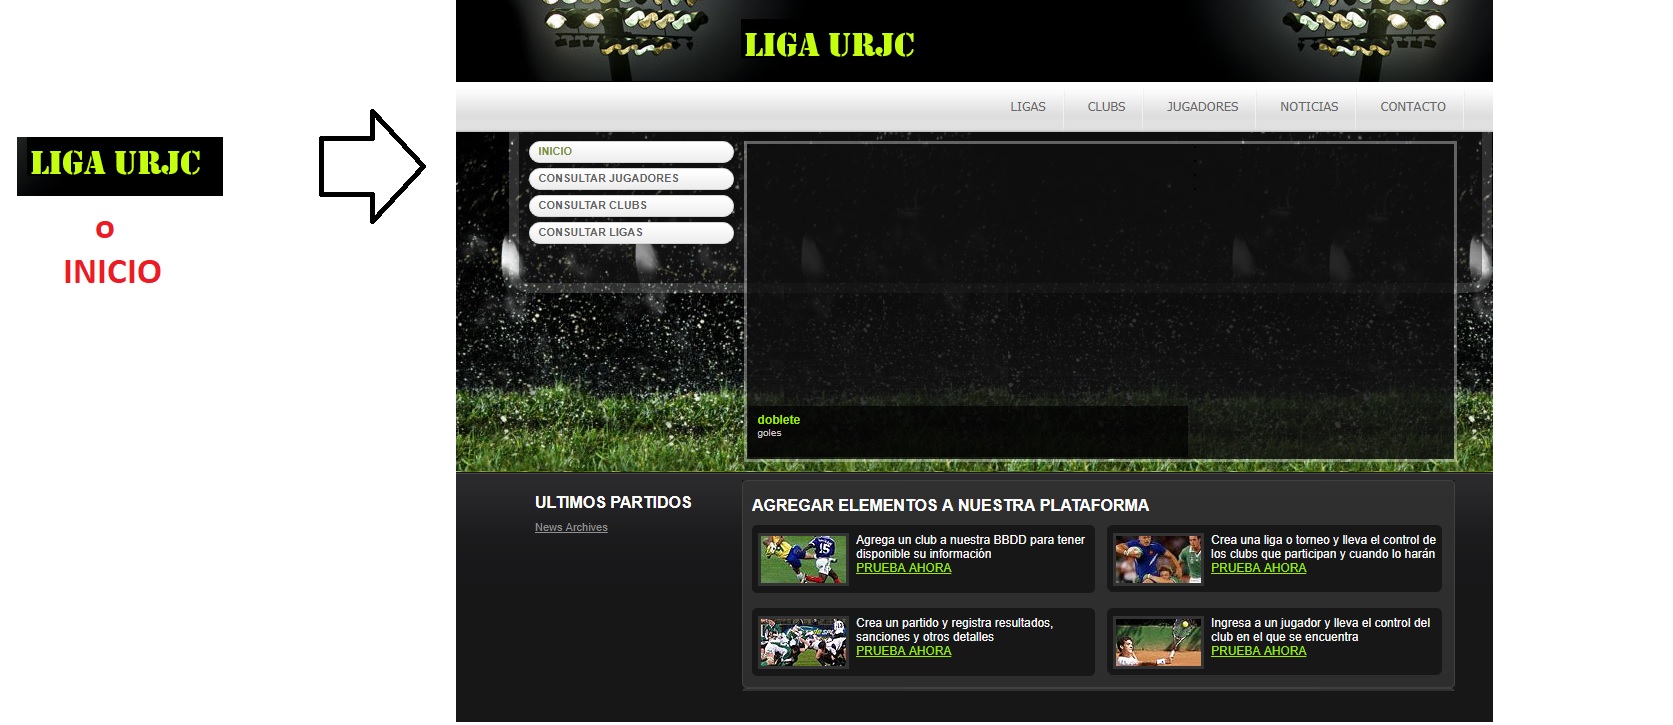 LIGA URJC
o
INICIO
LIGA URJC
LIGAS CLUBS JUGADORES NOTICIAS CONTACTO
INICIO
CONSULTAR JUGADORES
CONSULTAR CLUBS
CONSULTAR LIGAS
doblete
goles
ULTIMOS PARTIDOS
News Archives
AGREGAR ELEMENTOS A NUESTRA PLATAFORMA
Agrega un club a nuestra BBDD para tener
disponible su información
PRUEBA AHORA
Crea una liga o torneo y lleva el control de
los clubs que participan y cuando lo harán
PRUEBA AHORA
Crea un partido y registra resultados,
sanciones y otros detalles
PRUEBA AHORA
Ingresa a un jugador y lleva el control del
club en el que se encuentra
PRUEBA AHORA